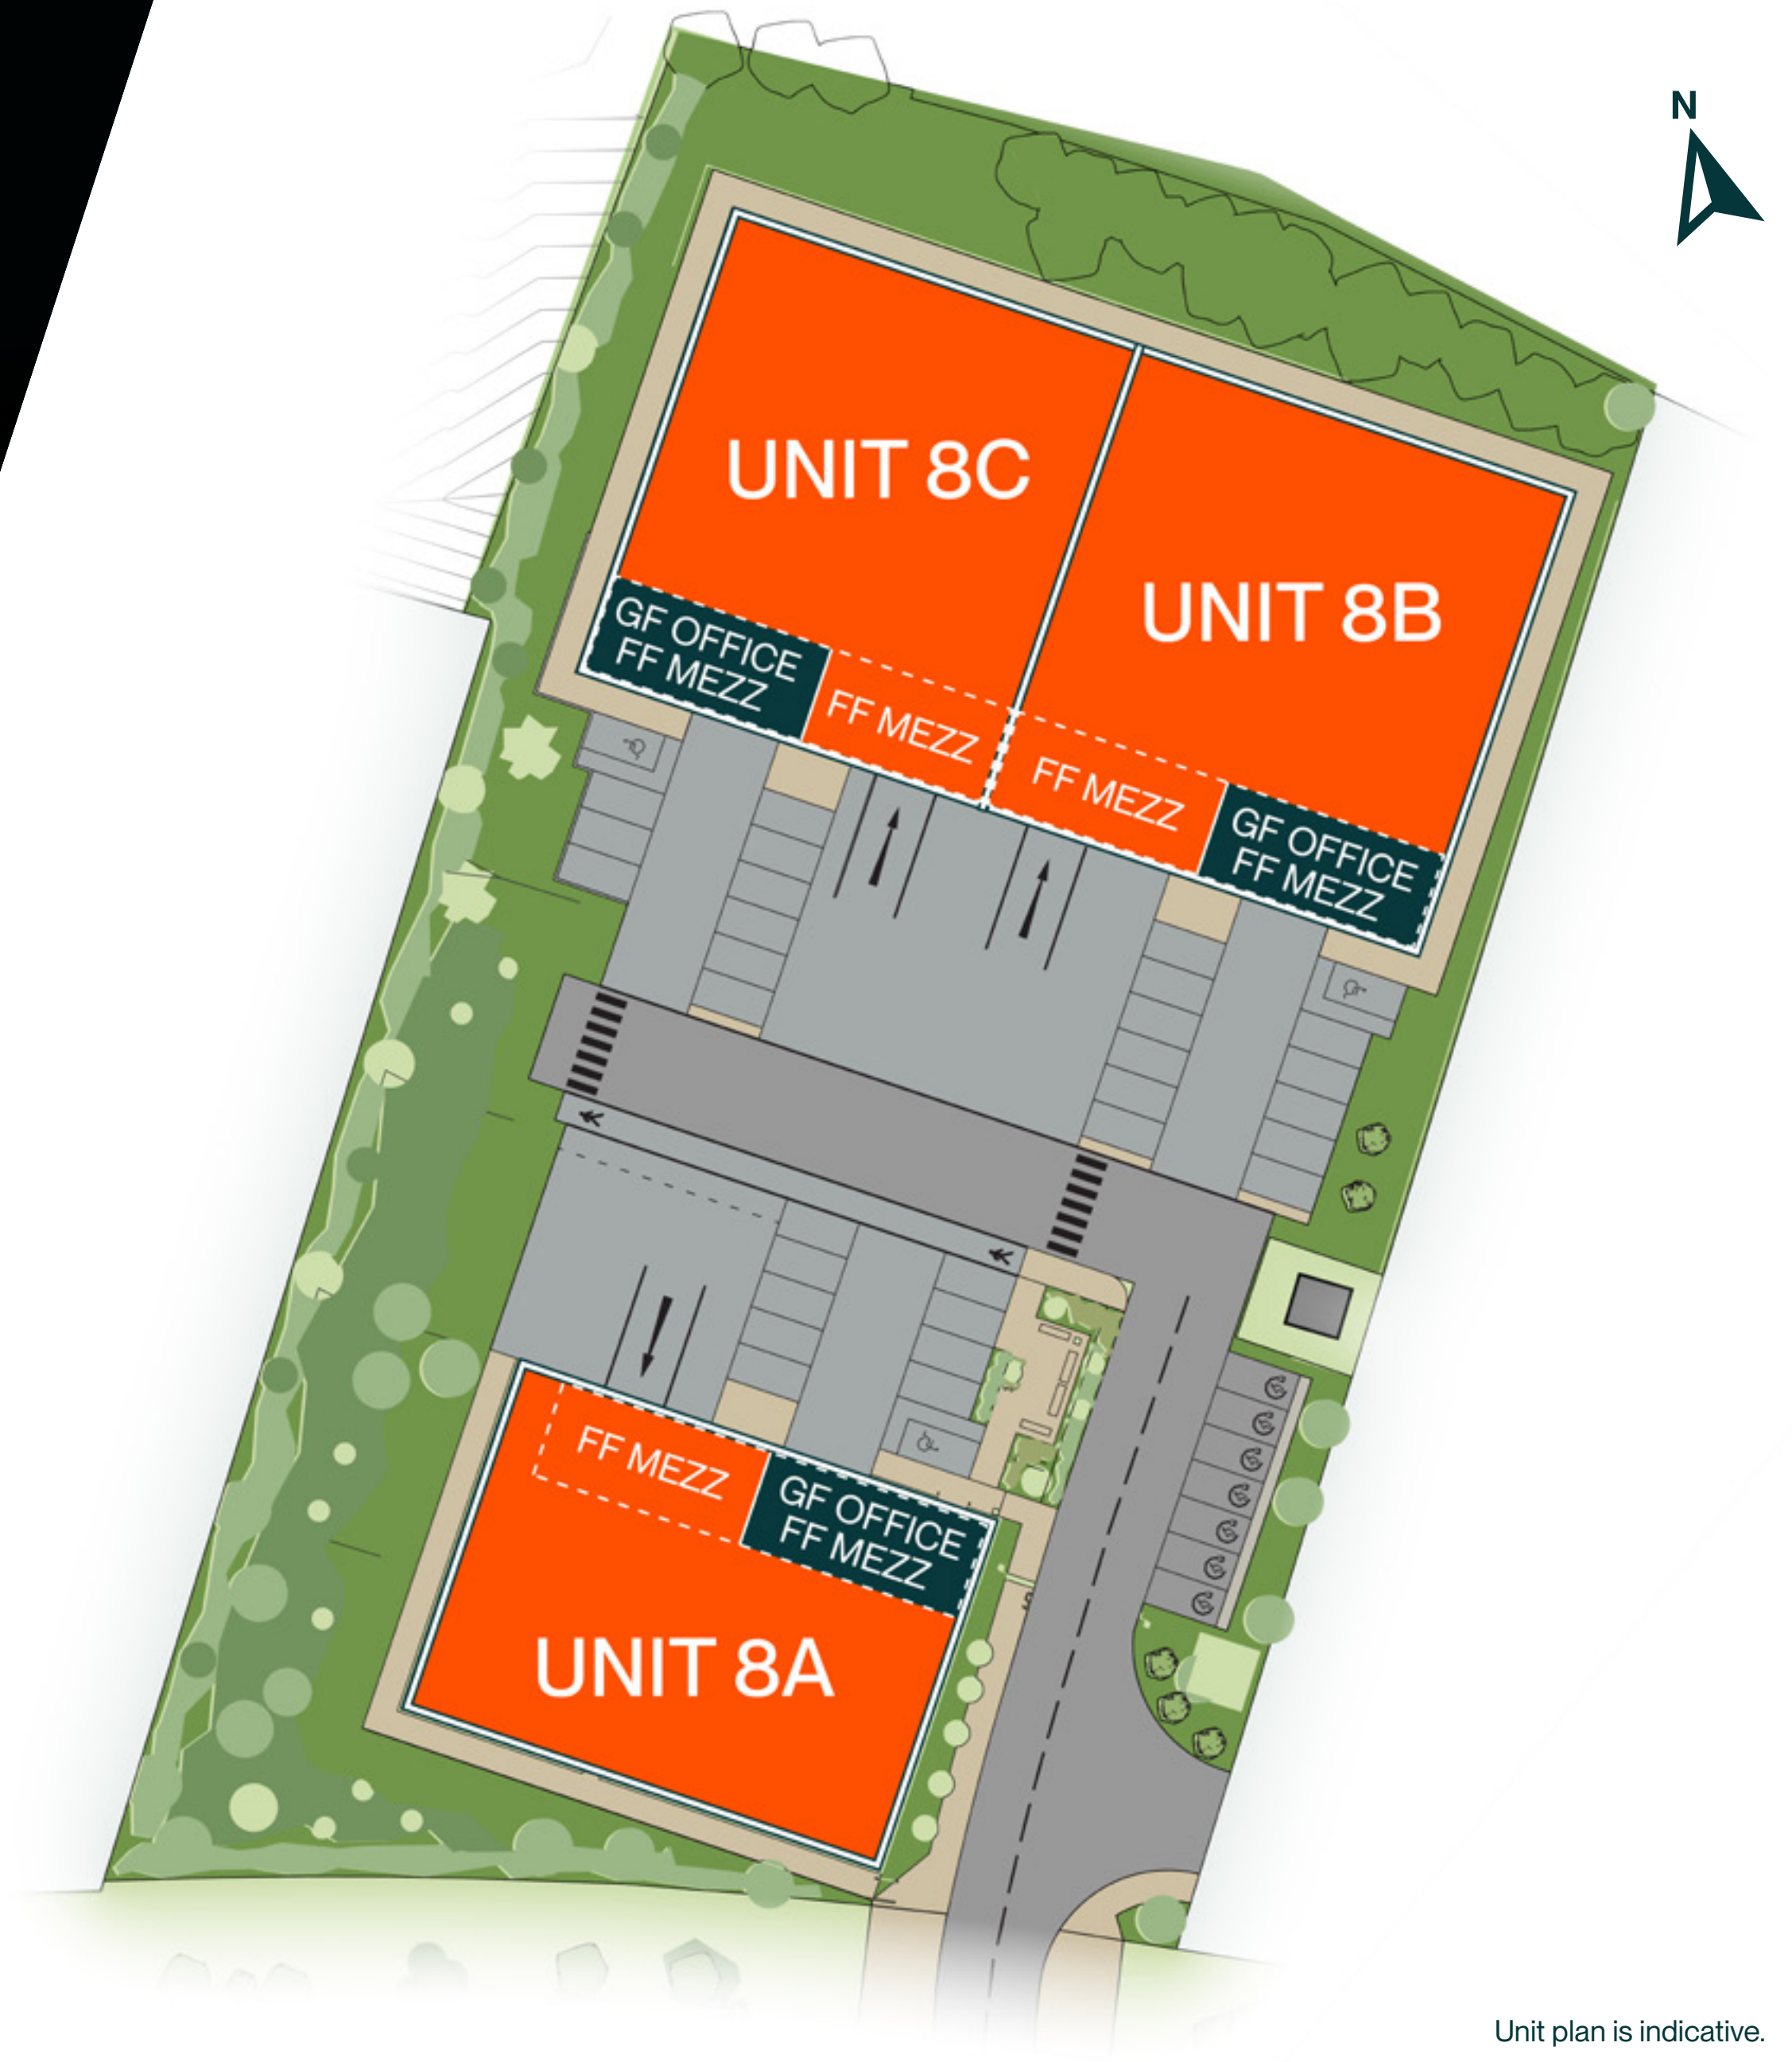 N
UNIT 8C
UNIT 8B
GF OFFICE
FF MEZZ
FF MEZZ
FF MEZZ
GF OFFICE
FF MEZZ
FF MEZZ
GF OFFICE
FF MEZZ
UNIT 8A
Unit plan is indicative.